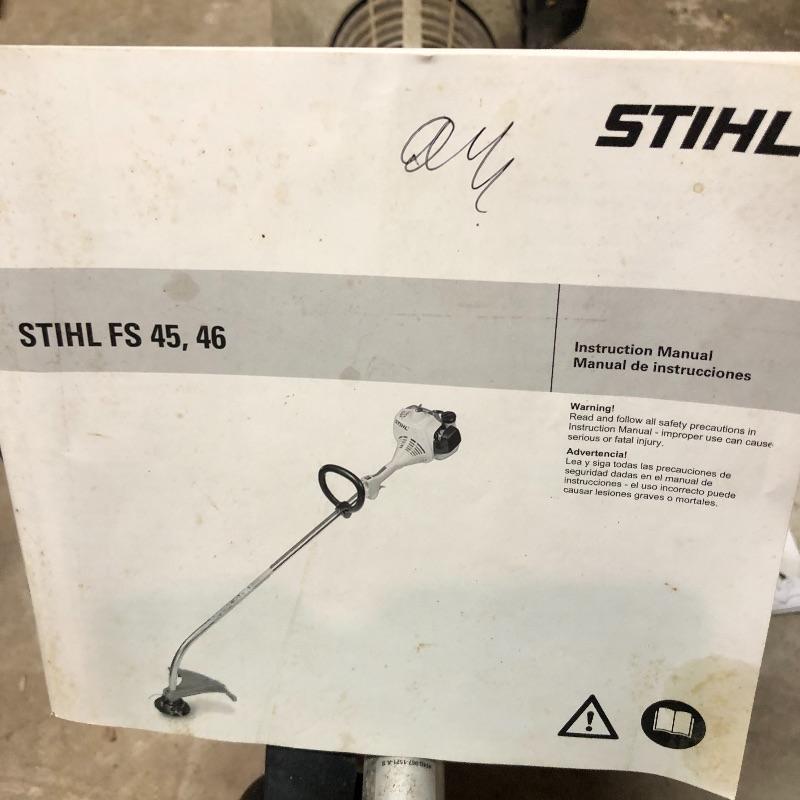 STIHL
STIHL FS 45, 46
Instruction Manual
Manual de instrucciones
Warning!
Read and follow all safety precautions in
Instruction Manual - improper use can cause
serious or fatal injury.
Advertencia!
Lea y siga todas las precauciones de
seguridad dadas en el manual de
instrucciones - el uso incorrecto puede
causar lesiones graves o mortales.
STIHL